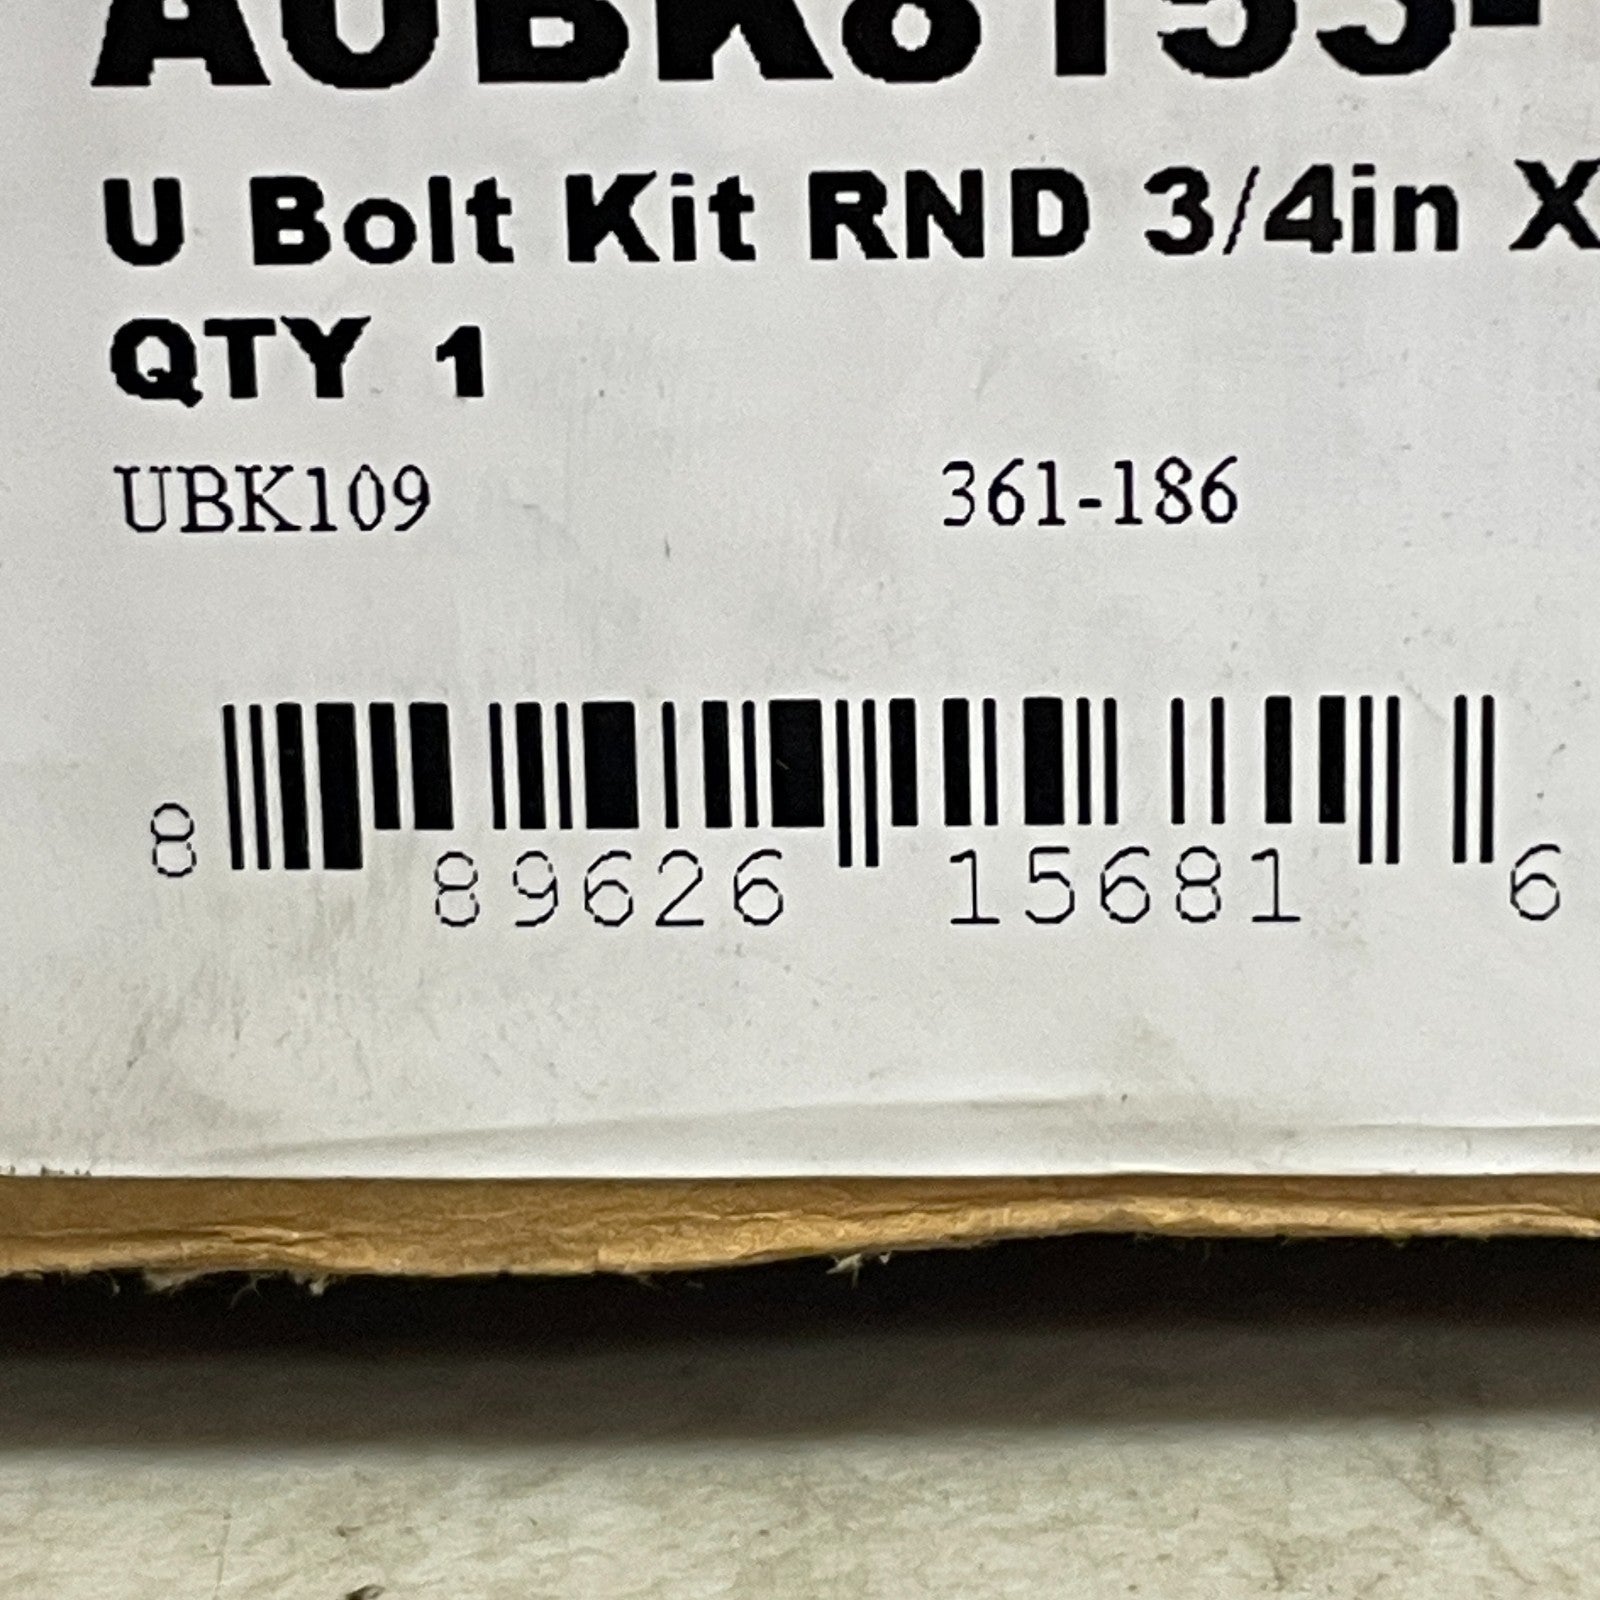 U Bolt Kit RND 3/4in X
QTY 1
UBK109 361-186
8 89626 15681 6